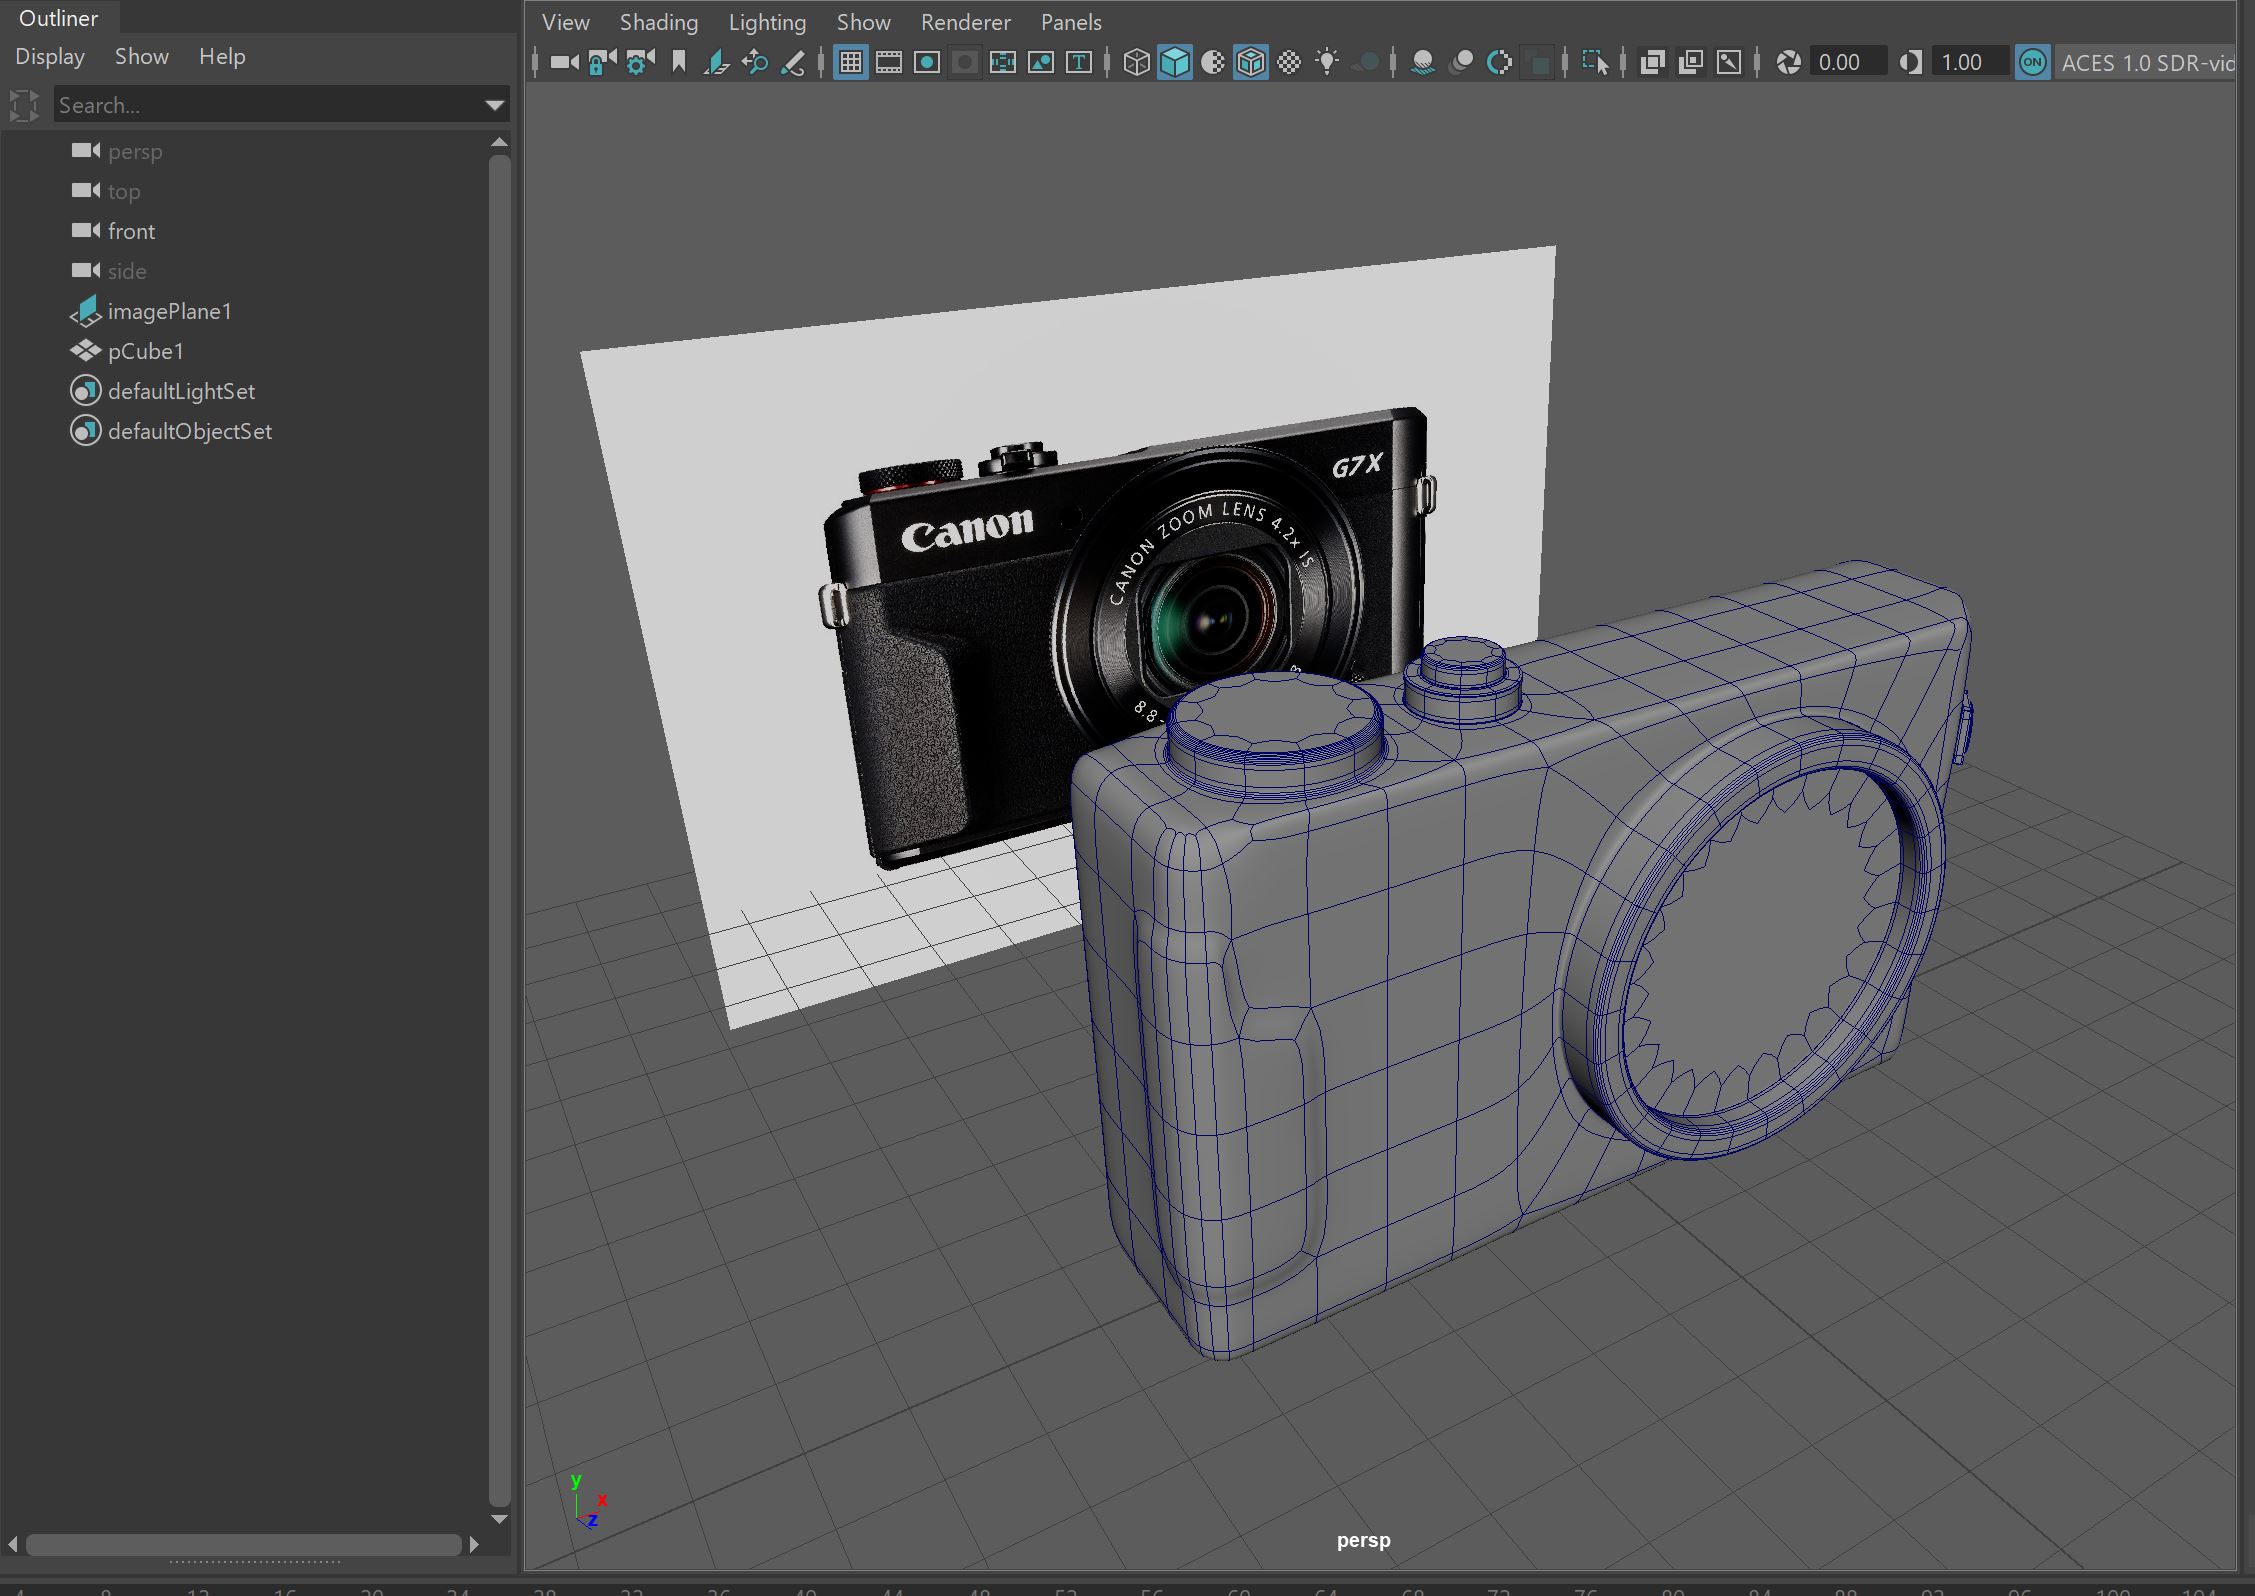 Outliner
Display Show Help
Search...
persp
top
front
side
imagePlane1
pCube1
defaultLightSet
defaultObjectSet
View Shading Lighting Show Renderer Panels
0.00 1.00 ON ACES 1.0 SDR-vid
T
G7X
Canon
CANON ZOOM LENS 4.2x IS
8.8-
y
x
z
persp